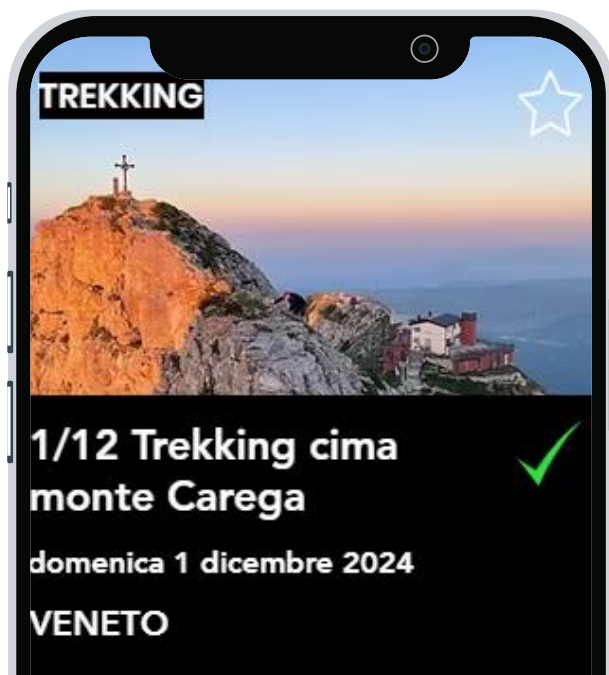 TREKKING
1/12 Trekking cima
monte Carega
domenica 1 dicembre 2024
VENETO